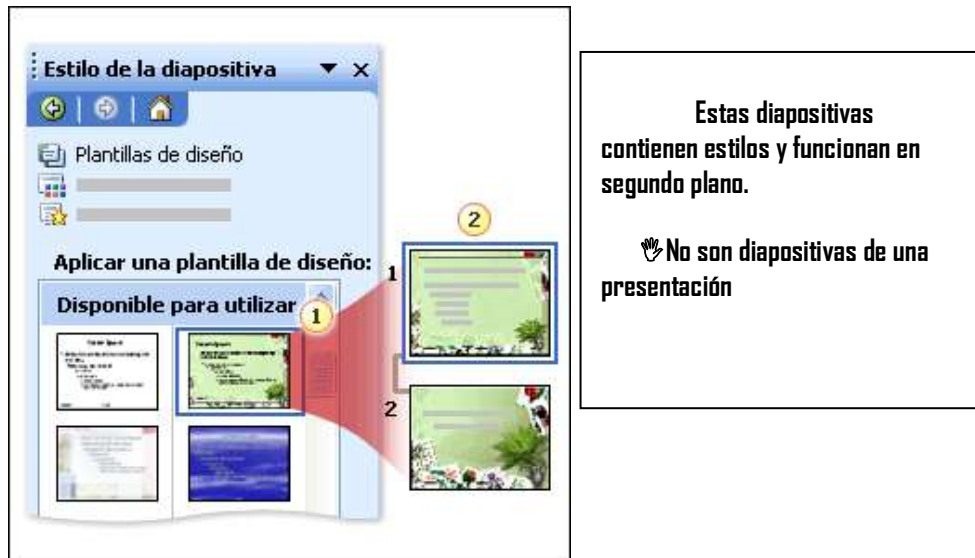 Estilo de la diapositiva
Plantillas de diseño
Aplicar una plantilla de diseño:
Disponible para utilizar
1
2
1
2
Estas diapositivas
contienen estilos y funcionan en
segundo plano.
No son diapositivas de una
presentación